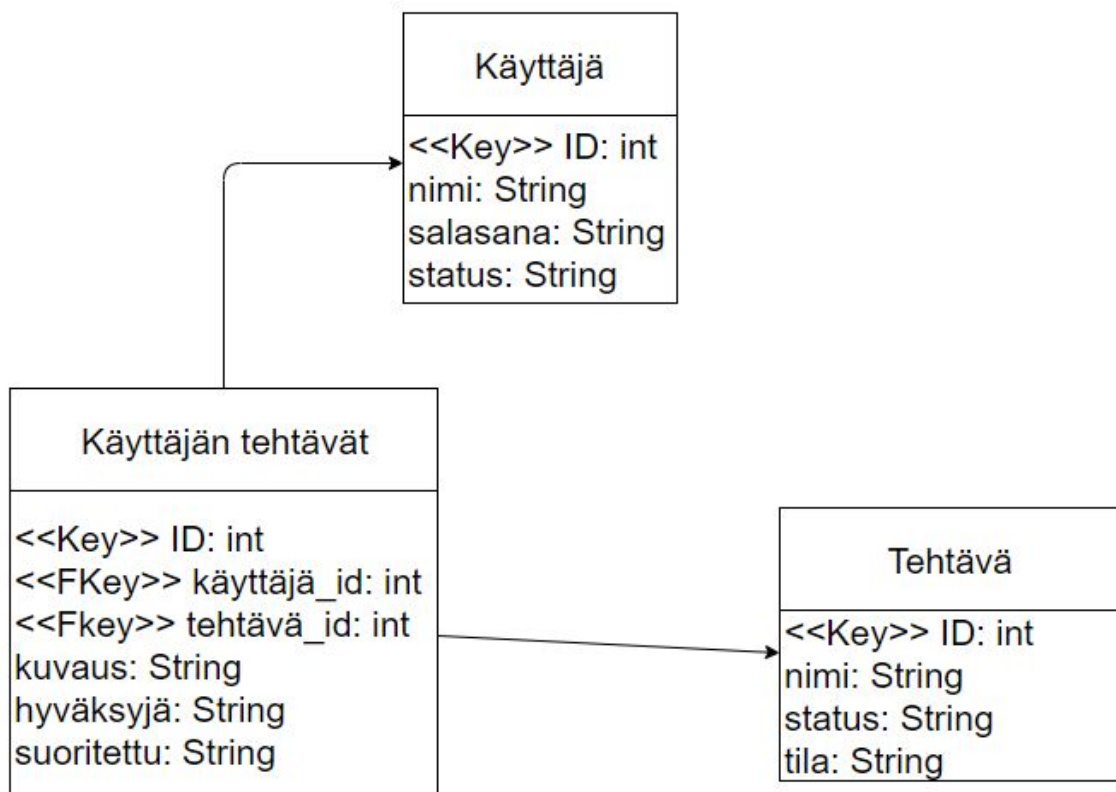 Käyttäjä
<<Key>> ID: int
nimi: String
salasana: String
status: String
Käyttäjän tehtävät
<<Key>> ID: int
<<FKey>> käyttäjä_id: int
<<Fkey>> tehtävä_id: int
kuvaus: String
hyväksyjä: String
suoritettu: String
Tehtävä
<<Key>> ID: int
nimi: String
status: String
tila: String